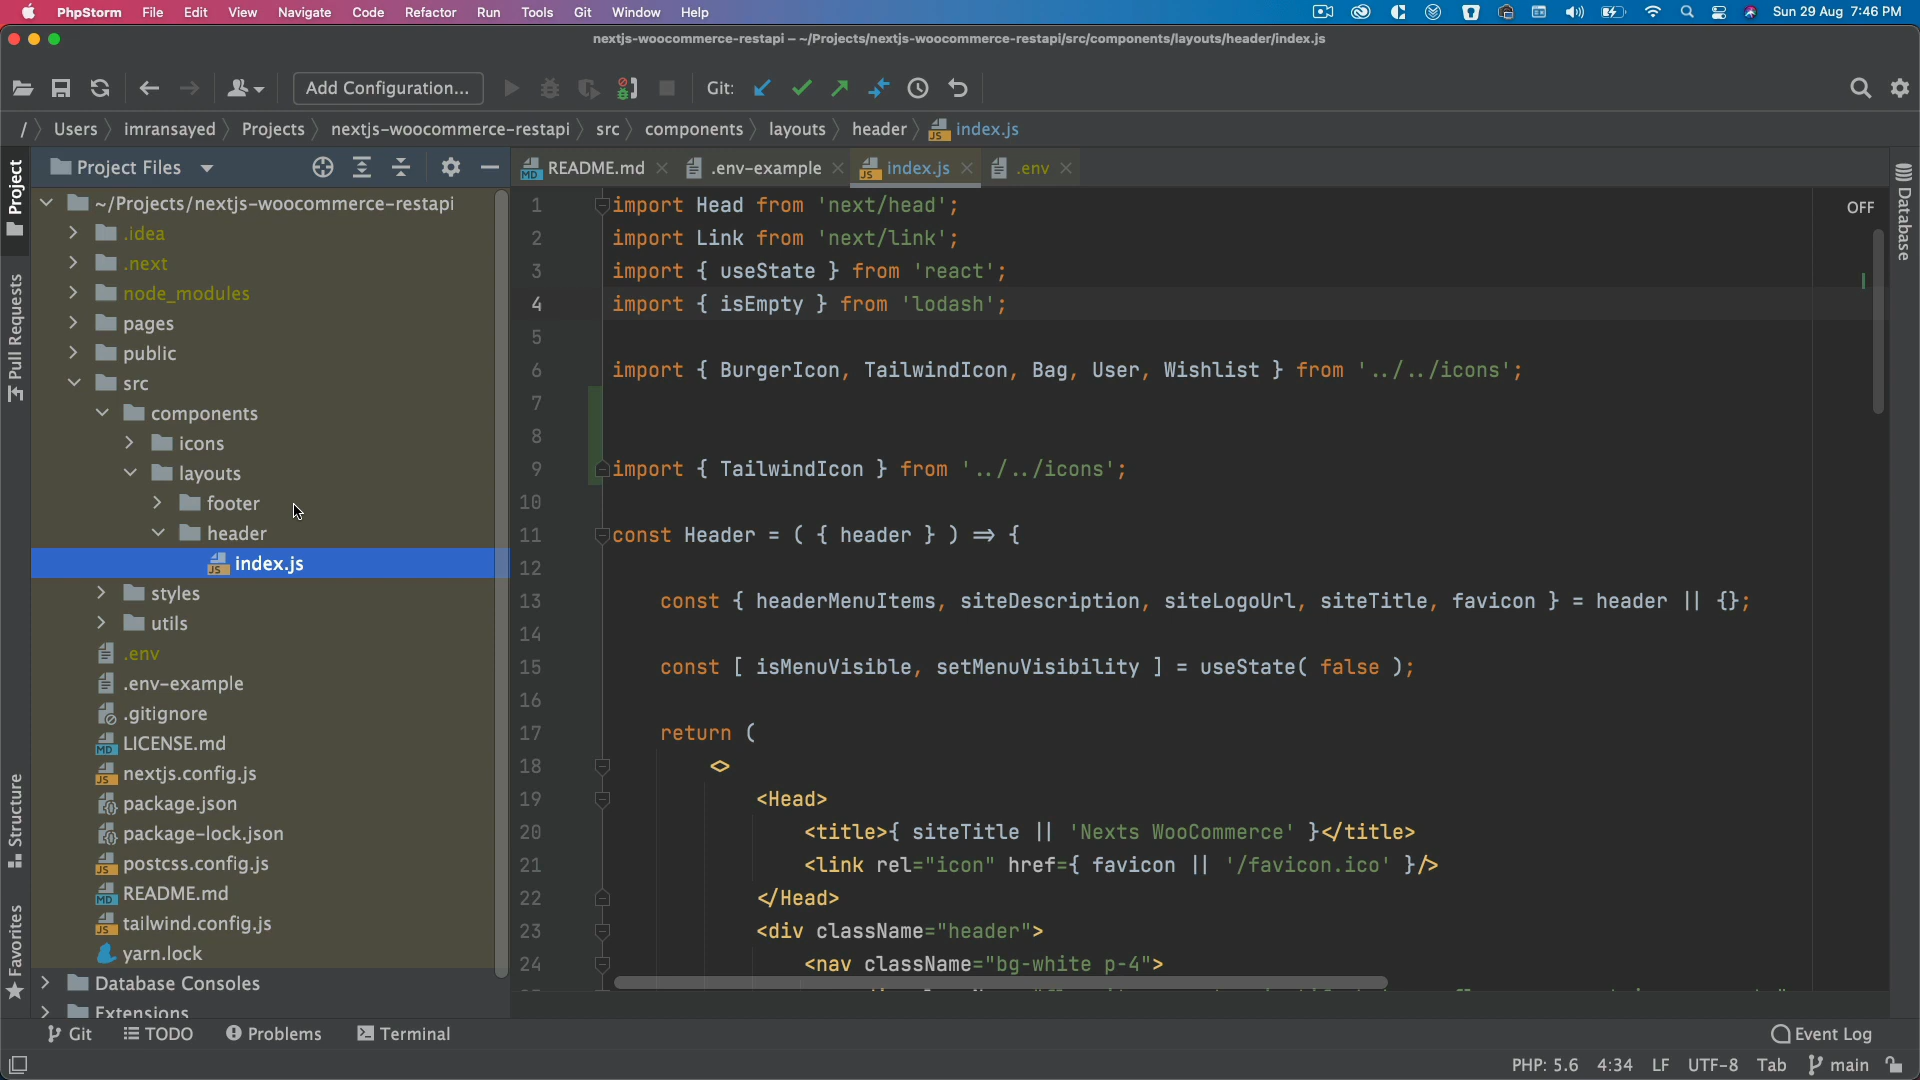 PhpStorm File Edit View Navigate Code Refactor Run Tools Git Window Help Sun 29 Aug 7:46 PM
nextjs-woocommerce-restapi – ~/Projects/nextjs-woocommerce-restapi/src/components/layouts/header/index.js
Add Configuration... Git:
/ Users imransayed Projects nextjs-woocommerce-restapi src components layouts header index.js
Project Files
README.md .env-example index.js .env
Project
Pull Requests
Structure
Favorites
Database
~/Projects/nextjs-woocommerce-restapi
.idea
.next
node_modules
pages
public
src
components
icons
layouts
footer
header
index.js
styles
utils
.env
.env-example
.gitignore
LICENSE.md
nextjs.config.js
package.json
package-lock.json
postcss.config.js
README.md
tailwind.config.js
yarn.lock
Database Consoles
Extensions
OFF
1 import Head from 'next/head';
2 import Link from 'next/link';
3 import { useState } from 'react';
4 import { isEmpty } from 'lodash';
5
6 import { BurgerIcon, TailwindIcon, Bag, User, Wishlist } from '../../icons';
7
8
9 import { TailwindIcon } from '../../icons';
10
11 const Header = ( { header } ) => {
12
13 const { headerMenuItems, siteDescription, siteLogoUrl, siteTitle, favicon } = header || {};
14
15 const [ isMenuVisible, setMenuVisibility ] = useState( false );
16
17 return (
18 <>
19 <Head>
20 <title>{ siteTitle || 'Nexts WooCommerce' }</title>
21 <link rel="icon" href={ favicon || '/favicon.ico' }/>
22 </Head>
23 <div className="header">
24 <nav className="bg-white p-4">
Git TODO Problems Terminal Event Log
PHP: 5.6 4:34 LF UTF-8 Tab main